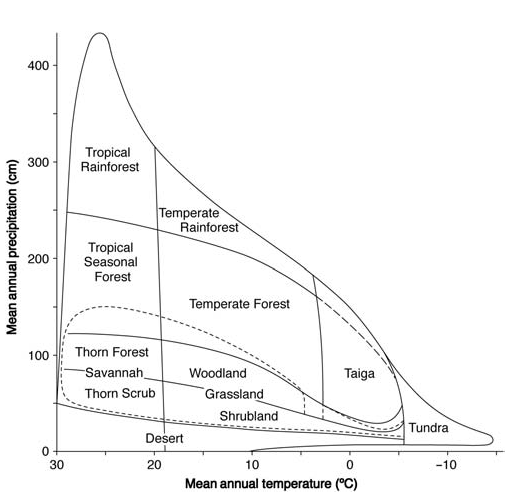 400
300
200
100
0
Mean annual precipitation (cm)
Tropical
Rainforest
Temperate
Rainforest
Tropical
Seasonal
Forest
Temperate Forest
Thorn Forest
Savannah
Thorn Scrub
Woodland
Grassland
Shrubland
Taiga
Tundra
Desert
30
20
10
0
−10
Mean annual temperature (ºC)